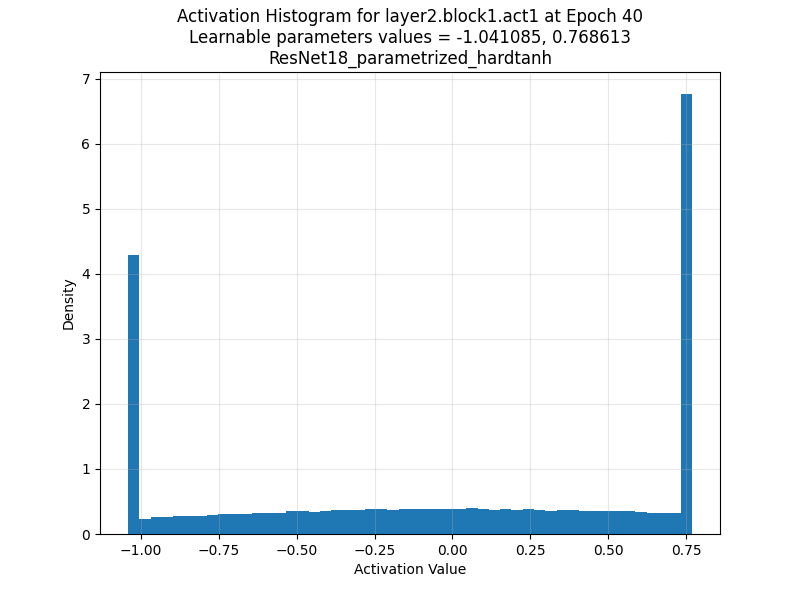 Activation Histogram for layer2.block1.act1 at Epoch 40
Learnable parameters values = -1.041085, 0.768613
ResNet18_parametrized_hardtanh
7
6
5
4
3
2
1
0
Density
−1.00 −0.75 −0.50 −0.25 0.00 0.25 0.50 0.75
Activation Value